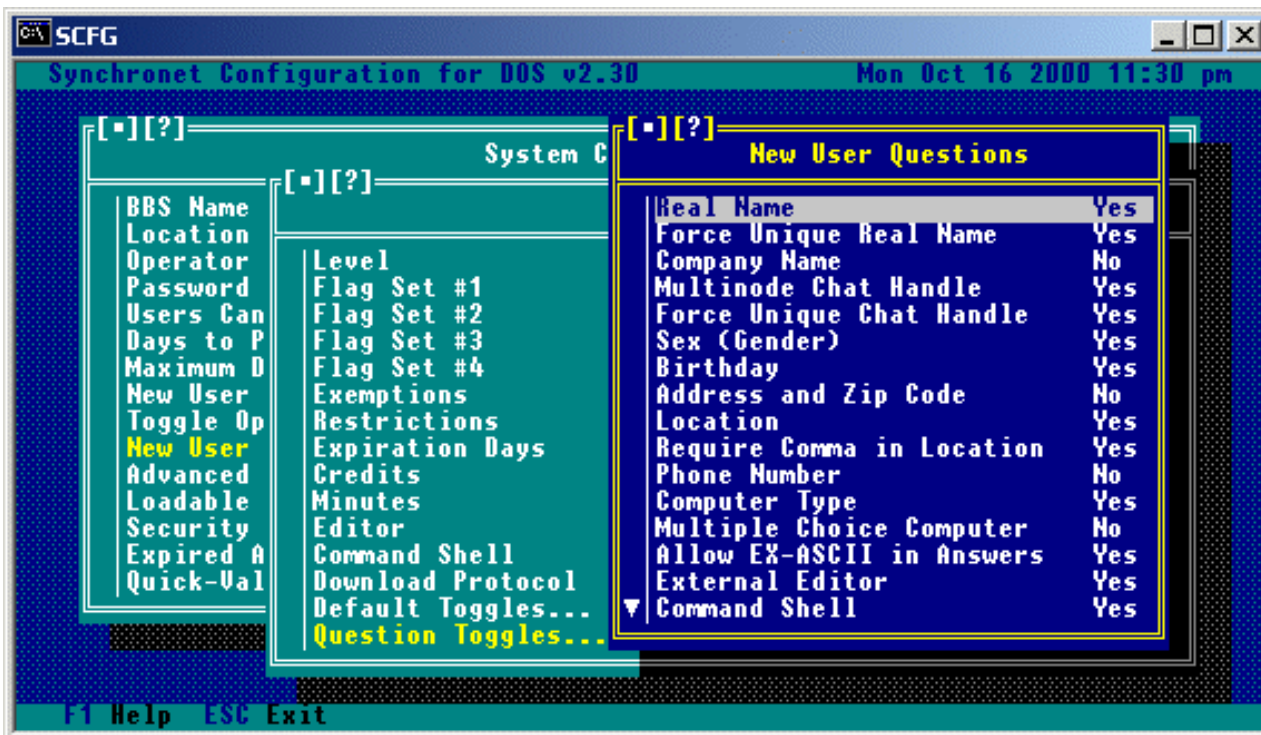 SCFG
Synchronet Configuration for DOS v2.30 Mon Oct 16 2000 11:30 pm
[▪][?]
System C
BBS Name
Location
Operator
Password
Users Can
Days to P
Maximum D
New User
Toggle Op
New User
Advanced
Loadable
Security
Expired A
Quick-Val
[▪][?]
Level
Flag Set #1
Flag Set #2
Flag Set #3
Flag Set #4
Exemptions
Restrictions
Expiration Days
Credits
Minutes
Editor
Command Shell
Download Protocol
Default Toggles...
Question Toggles...
[▪][?]
New User Questions
Real Name Yes
Force Unique Real Name Yes
Company Name No
Multinode Chat Handle Yes
Force Unique Chat Handle Yes
Sex (Gender) Yes
Birthday Yes
Address and Zip Code No
Location Yes
Require Comma in Location Yes
Phone Number No
Computer Type Yes
Multiple Choice Computer No
Allow EX-ASCII in Answers Yes
External Editor Yes
Command Shell Yes
F1 Help ESC Exit